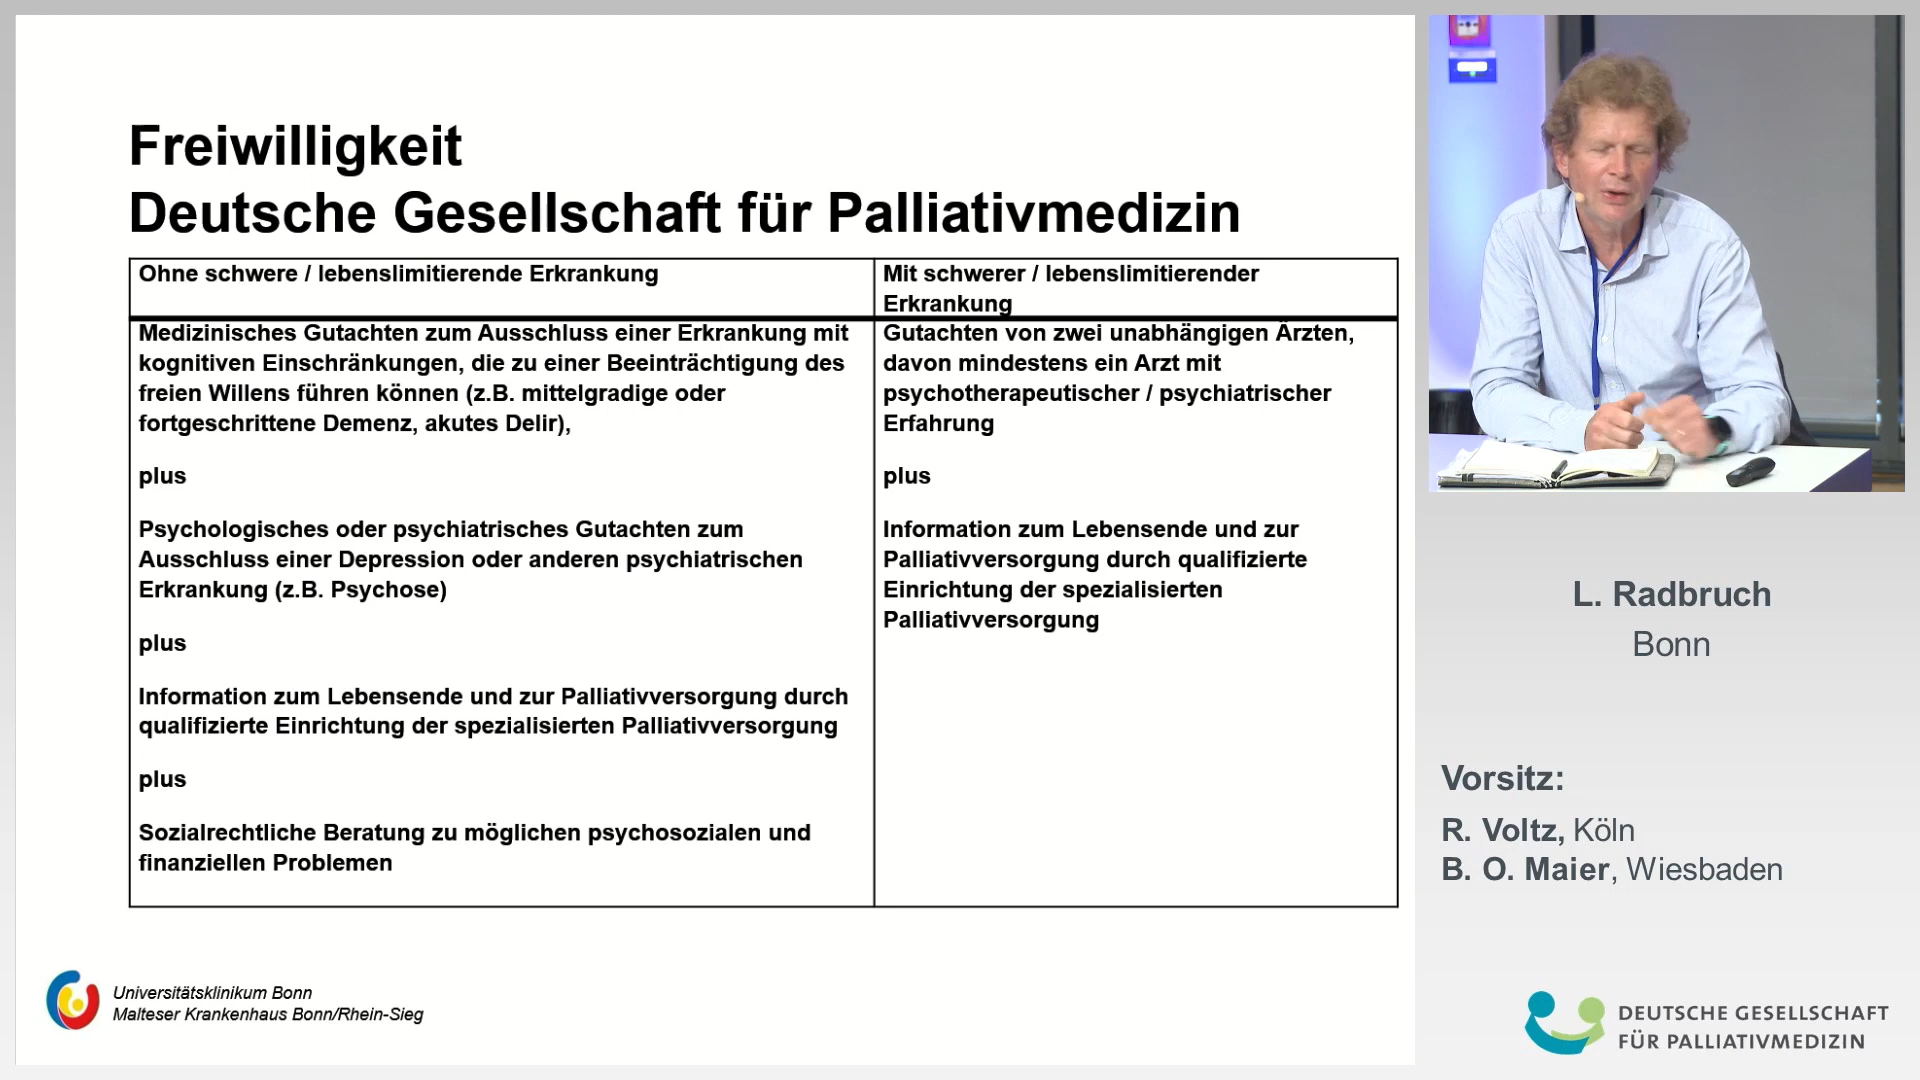 Freiwilligkeit
Deutsche Gesellschaft für Palliativmedizin
Ohne schwere / lebenslimitierende Erkrankung
Medizinisches Gutachten zum Ausschluss einer Erkrankung mit
kognitiven Einschränkungen, die zu einer Beeinträchtigung des
freien Willens führen können (z.B. mittelgradige oder
fortgeschrittene Demenz, akutes Delir),
plus
Psychologisches oder psychiatrisches Gutachten zum
Ausschluss einer Depression oder anderen psychiatrischen
Erkrankung (z.B. Psychose)
plus
Information zum Lebensende und zur Palliativversorgung durch
qualifizierte Einrichtung der spezialisierten Palliativversorgung
plus
Sozialrechtliche Beratung zu möglichen psychosozialen und
finanziellen Problemen
Mit schwerer / lebenslimitierender
Erkrankung
Gutachten von zwei unabhängigen Ärzten,
davon mindestens ein Arzt mit
psychotherapeutischer / psychiatrischer
Erfahrung
plus
Information zum Lebensende und zur
Palliativversorgung durch qualifizierte
Einrichtung der spezialisierten
Palliativversorgung
Universitätsklinikum Bonn
Malteser Krankenhaus Bonn/Rhein-Sieg
L. Radbruch
Bonn
Vorsitz:
R. Voltz, Köln
B. O. Maier, Wiesbaden
DEUTSCHE GESELLSCHAFT
FÜR PALLIATIVMEDIZIN